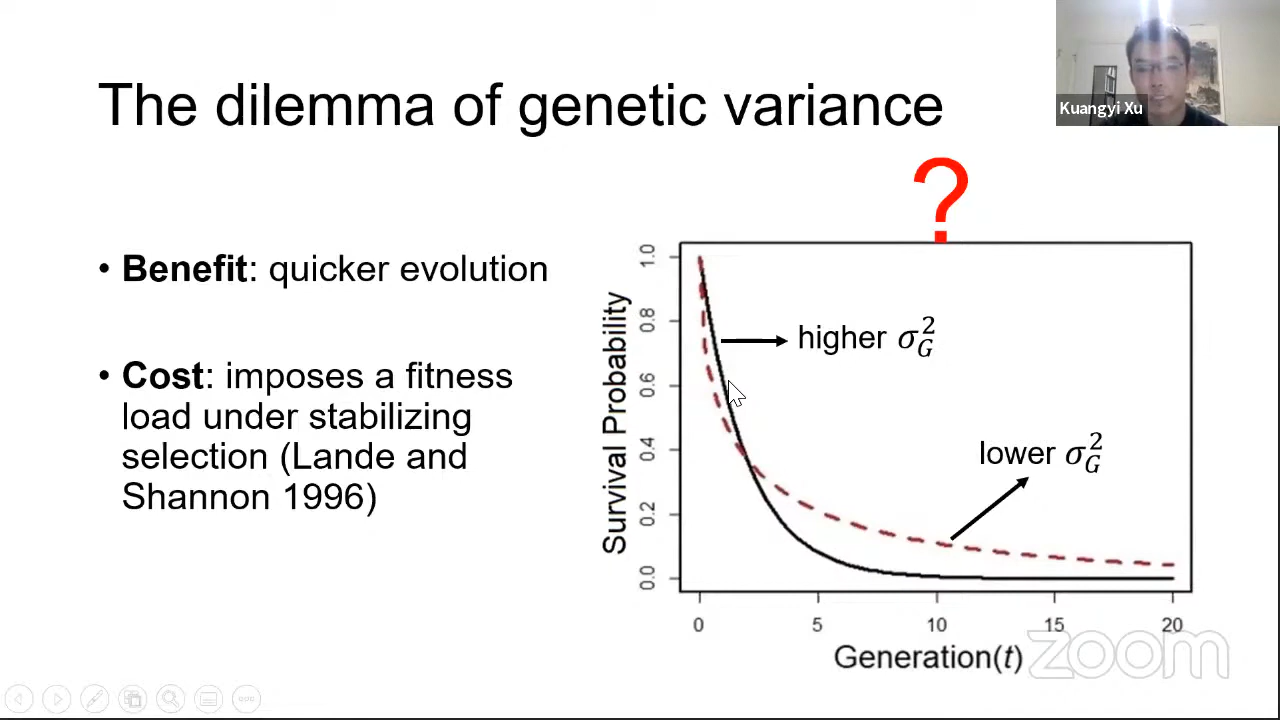 Kuangyi Xu
The dilemma of genetic variance
?
• Benefit: quicker evolution
• Cost: imposes a fitness
load under stabilizing
selection (Lande and
Shannon 1996)
Survival Probability
1.0
0.8
0.6
0.4
0.2
0.0
higher σ²G
lower σ²G
0 5 10 15 20
Generation(t)
zoom